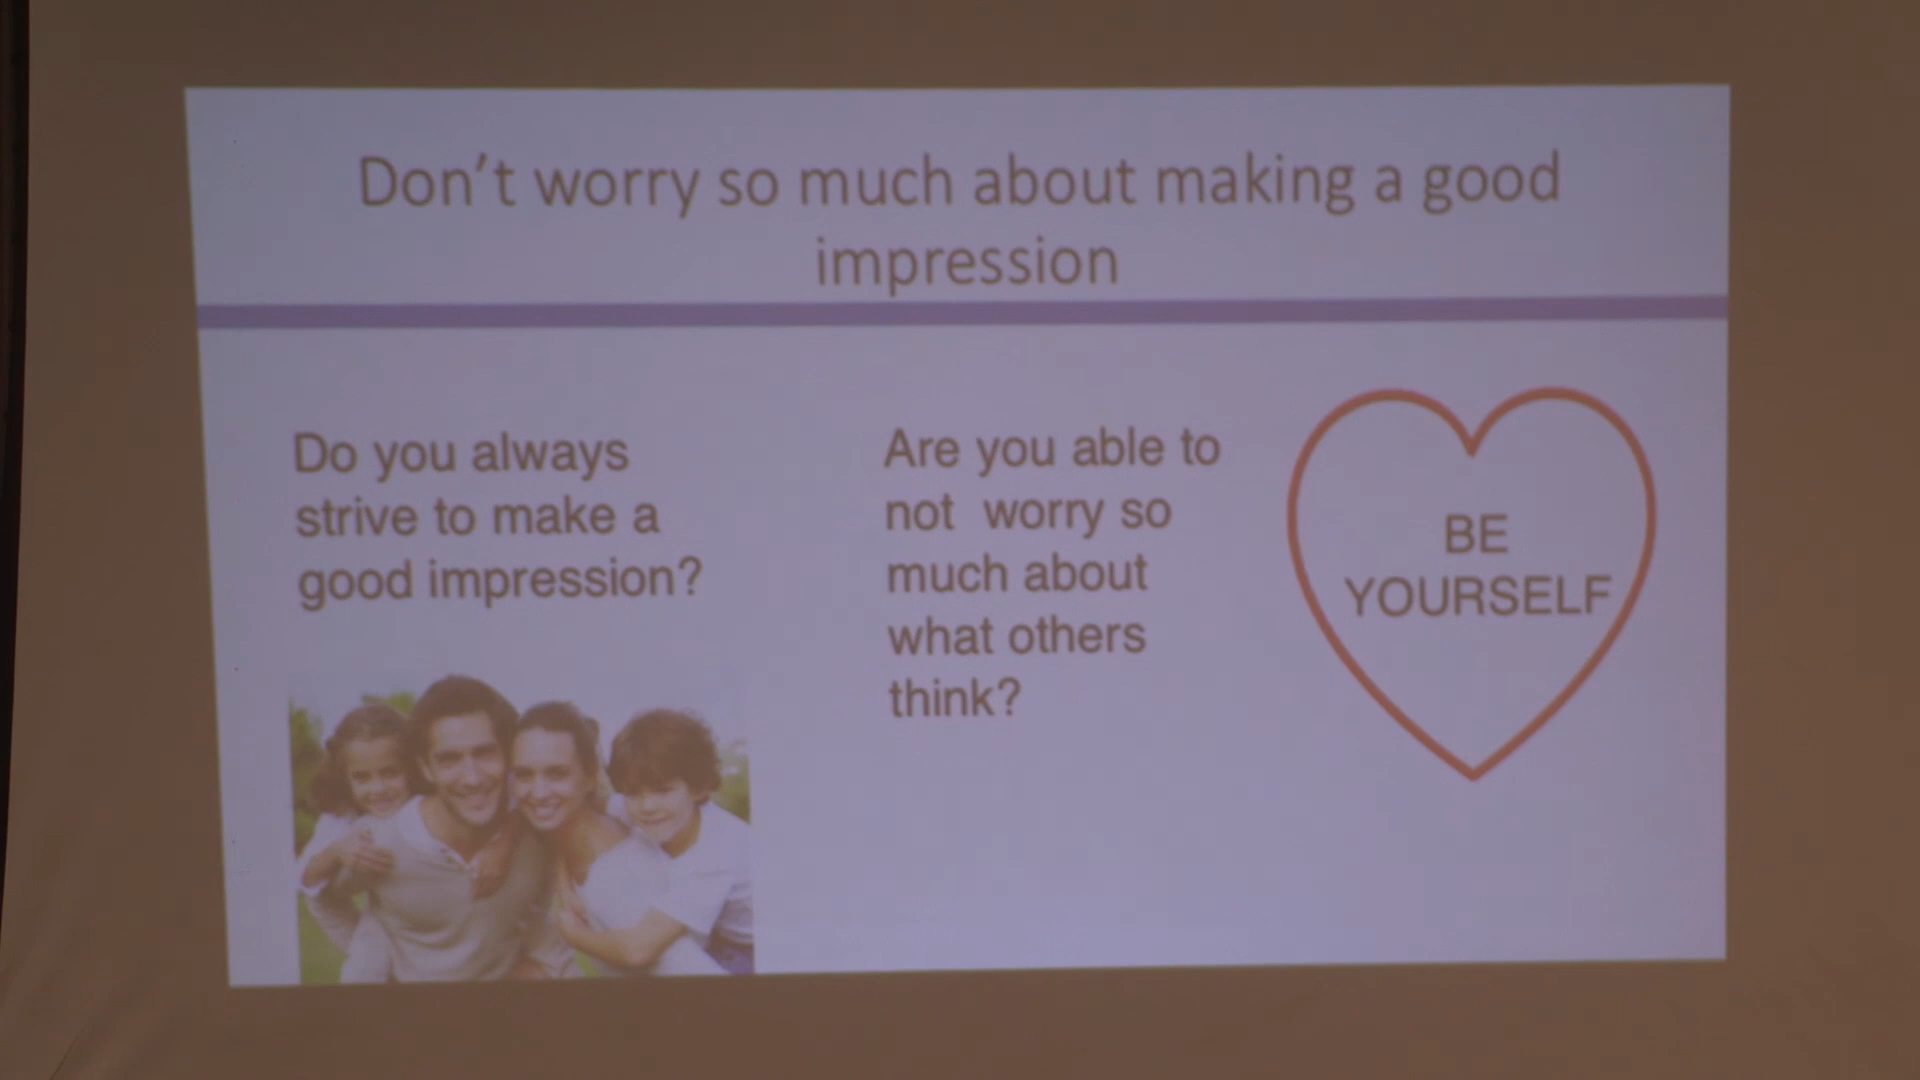 Don't worry so much about making a good
impression
Do you always
strive to make a
good impression?
Are you able to
not worry so
much about
what others
think?
BE
YOURSELF